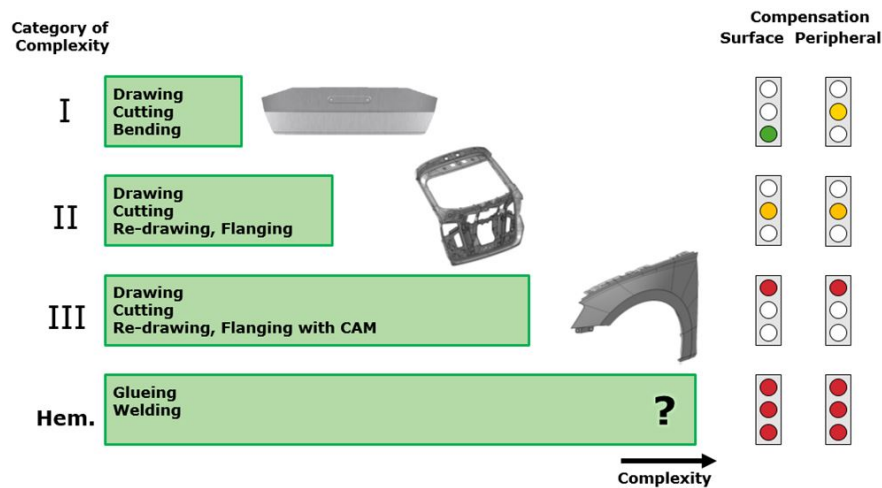 Category of
Complexity
Compensation
Surface Peripheral
I
Drawing
Cutting
Bending
II
Drawing
Cutting
Re-drawing, Flanging
III
Drawing
Cutting
Re-drawing, Flanging with CAM
Hem.
Glueing
Welding
?
Complexity